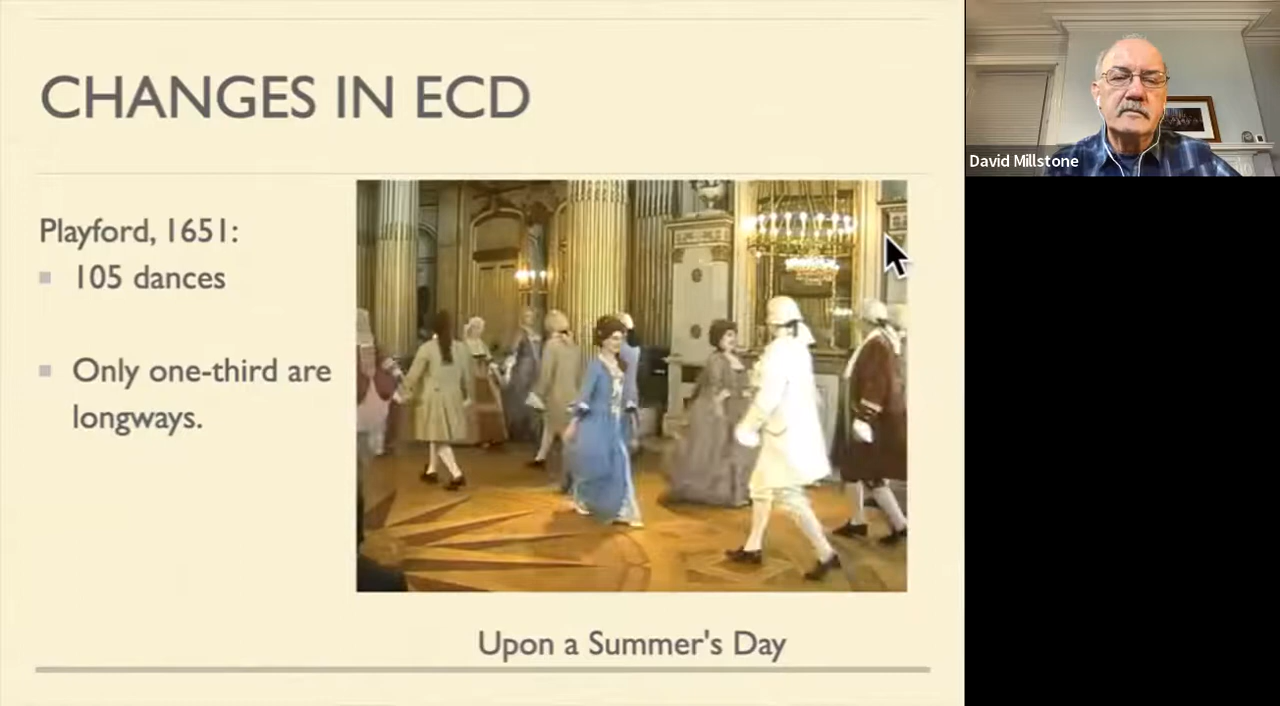 CHANGES IN ECD
Playford, 1651:
105 dances
Only one-third are
longways.
Upon a Summer's Day
David Millstone